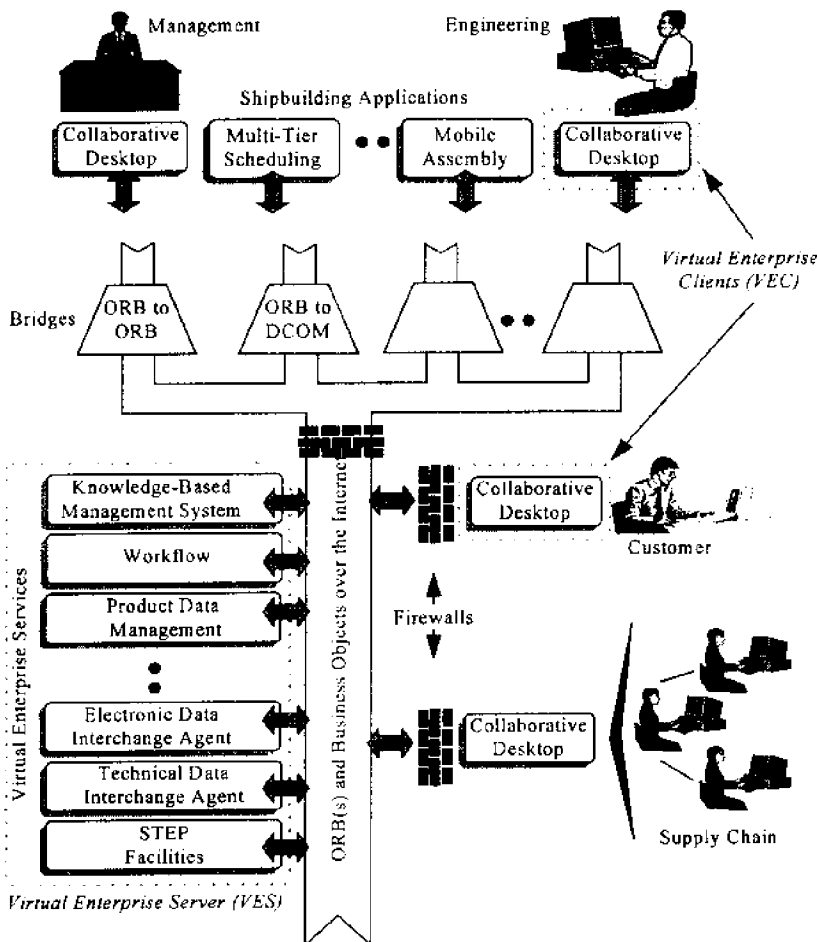 Management
Engineering
Shipbuilding Applications
Collaborative
Desktop
Multi-Tier
Scheduling
Mobile
Assembly
Collaborative
Desktop
Virtual Enterprise
Clients (VEC)
Bridges
ORB to
ORB
ORB to
DCOM
Virtual Enterprise Services
Knowledge-Based
Management System
Workflow
Product Data
Management
Electronic Data
Interchange Agent
Technical Data
Interchange Agent
STEP
Facilities
Virtual Enterprise Server (VES)
ORB(s) and Business Objects over the Interne
Collaborative
Desktop
Customer
Firewalls
Collaborative
Desktop
Supply Chain